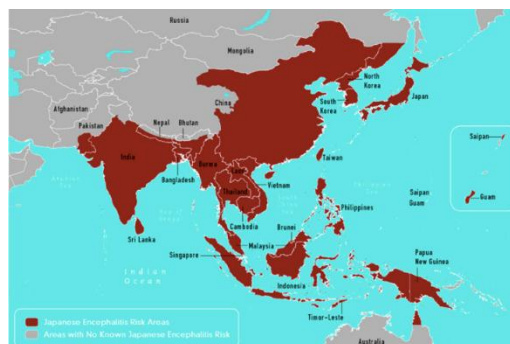 Russia
Mongolia
Afghanistan
China
North
Korea
South
Korea
Japan
Pakistan
Nepal
Bhutan
India
Burma
Laos
Taiwan
Saipan
Bangladesh
Thailand
Vietnam
Philippines
Saipan
Guam
Guam
Cambodia
Sri Lanka
Malaysia
Brunei
Singapore
Papua
New Guinea
Indian
Ocean
Indonesia
Timor-Leste
Australia
Japanese Encephalitis Risk Areas
Areas with No Known Japanese Encephalitis Risk